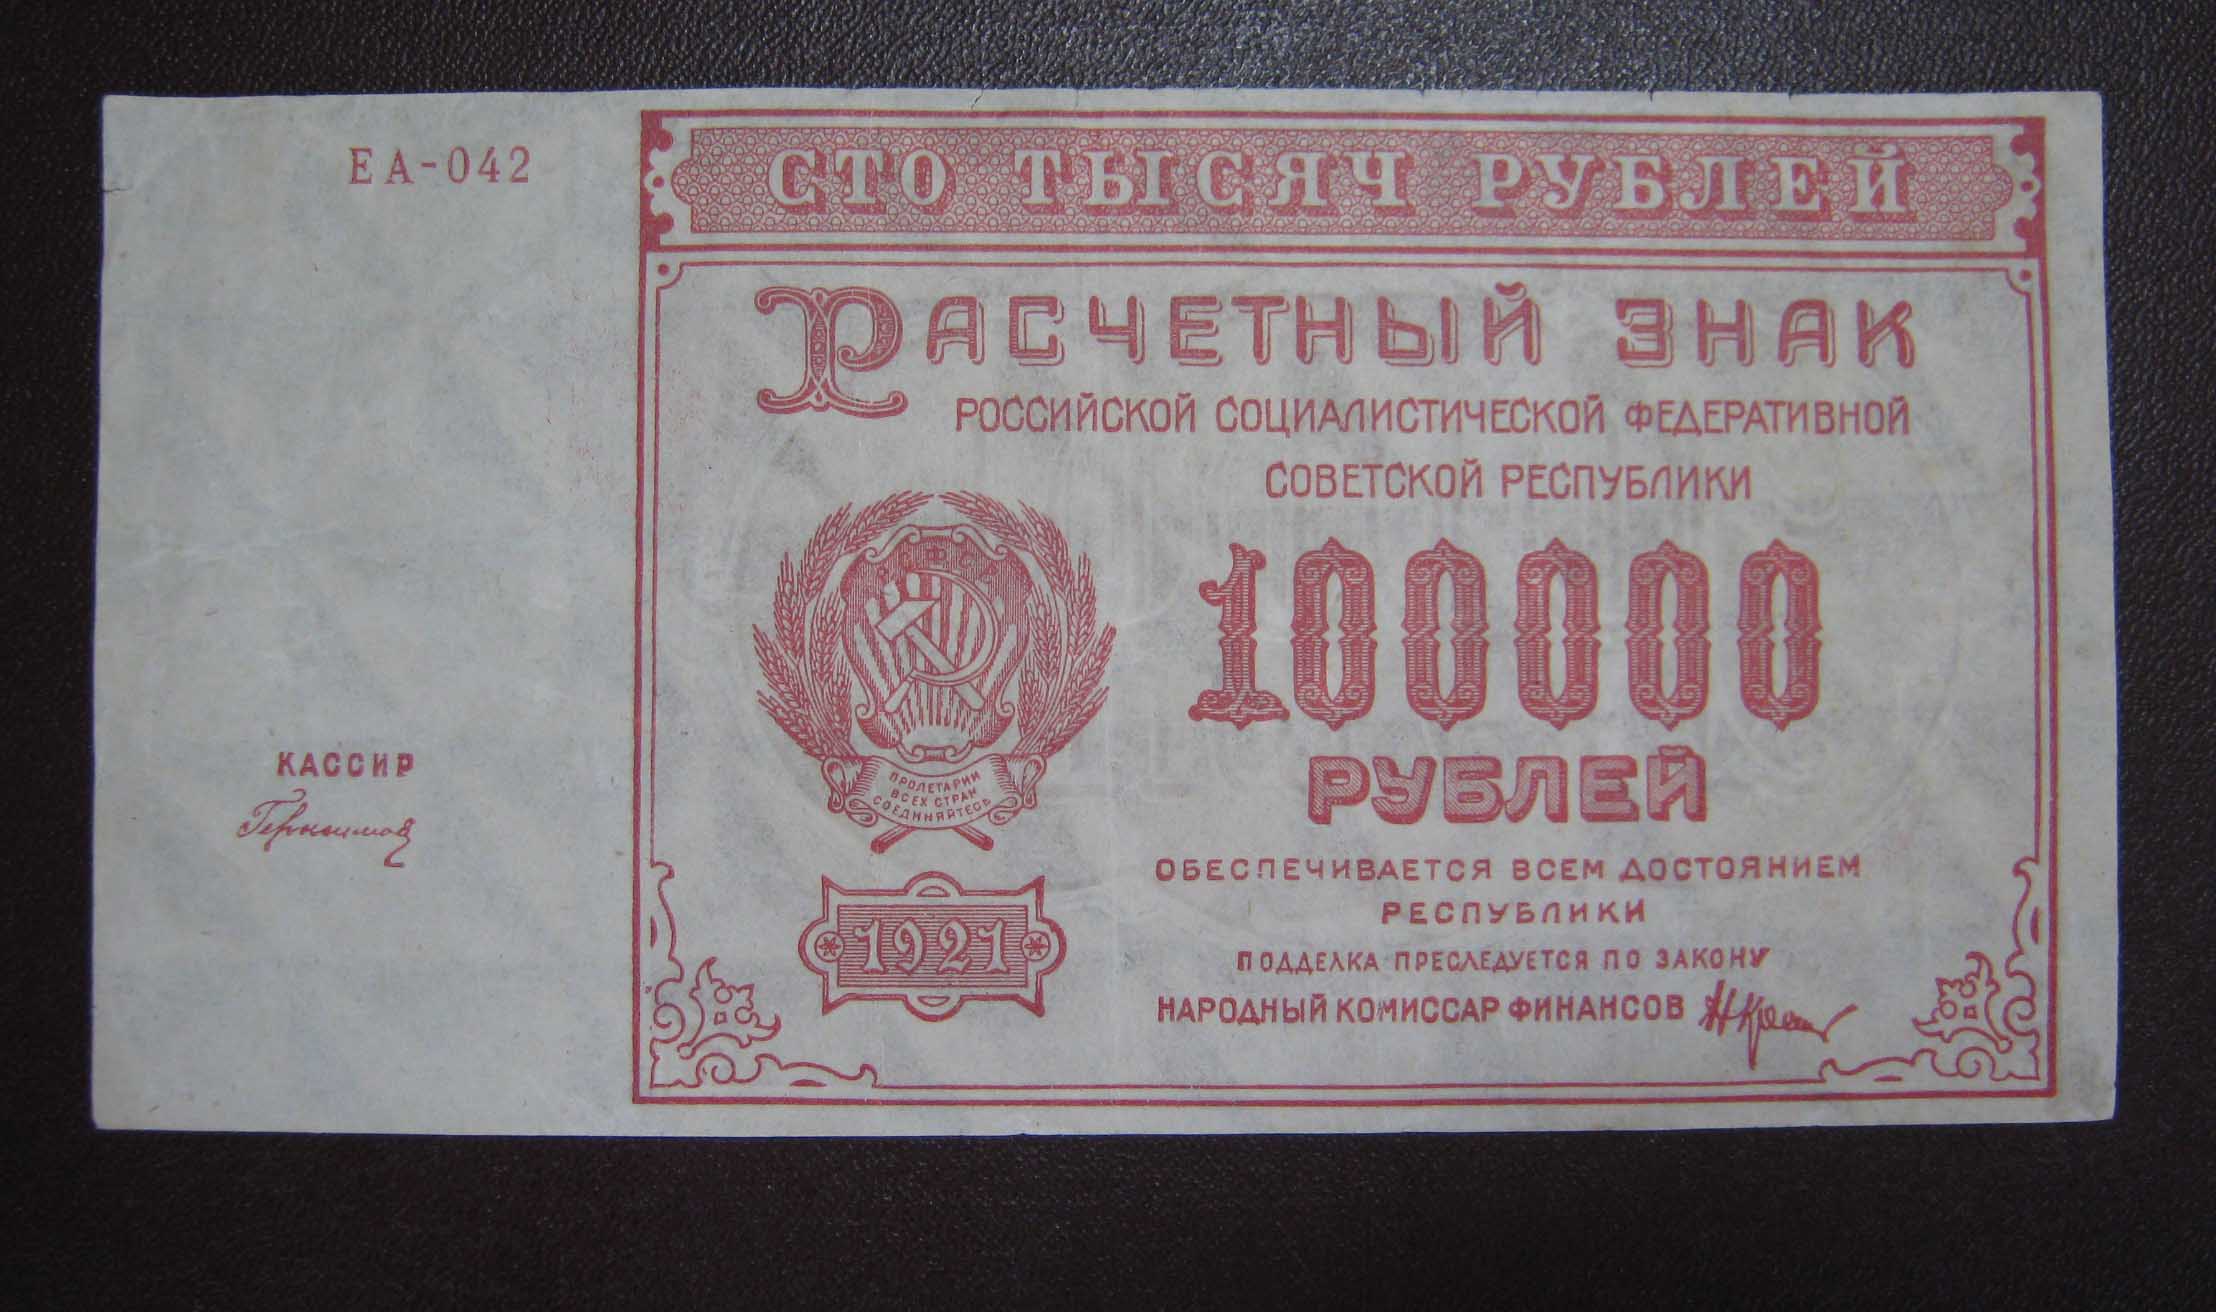 ЕА-042
СТО ТЫСЯЧ РУБЛЕЙ
РАСЧЕТНЫЙ ЗНАК
РОССИЙСКОЙ СОЦИАЛИСТИЧЕСКОЙ ФЕДЕРАТИВНОЙ
СОВЕТСКОЙ РЕСПУБЛИКИ
100000
РУБЛЕЙ
КАССИР
Герасимов
ПРОЛЕТАРИИ
ВСЕХ СТРАН
СОЕДИНЯЙТЕСЬ
1921
ОБЕСПЕЧИВАЕТСЯ ВСЕМ ДОСТОЯНИЕМ
РЕСПУБЛИКИ
ПОДДЕЛКА ПРЕСЛЕДУЕТСЯ ПО ЗАКОНУ
НАРОДНЫЙ КОМИССАР ФИНАНСОВ